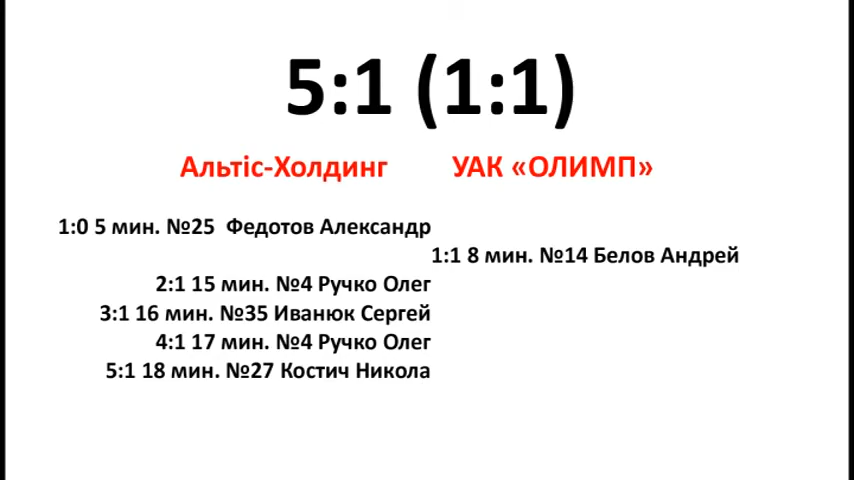 5:1 (1:1)
Альтіс-Холдинг УАК «ОЛИМП»
1:0 5 мин. №25 Федотов Александр
1:1 8 мин. №14 Белов Андрей
2:1 15 мин. №4 Ручко Олег
3:1 16 мин. №35 Иванюк Сергей
4:1 17 мин. №4 Ручко Олег
5:1 18 мин. №27 Костич Никола